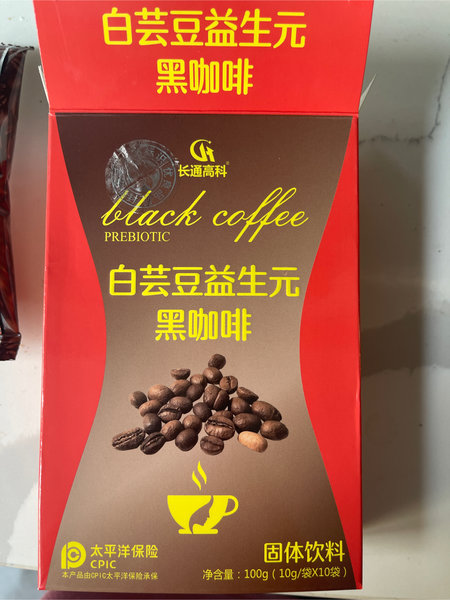 白芸豆益生元
黑咖啡
长通高科®
black coffee
PREBIOTIC
白芸豆益生元
黑咖啡
太平洋保险
CPIC
本产品由CPIC太平洋保险承保
固体饮料
净含量：100g（10g/袋X10袋）